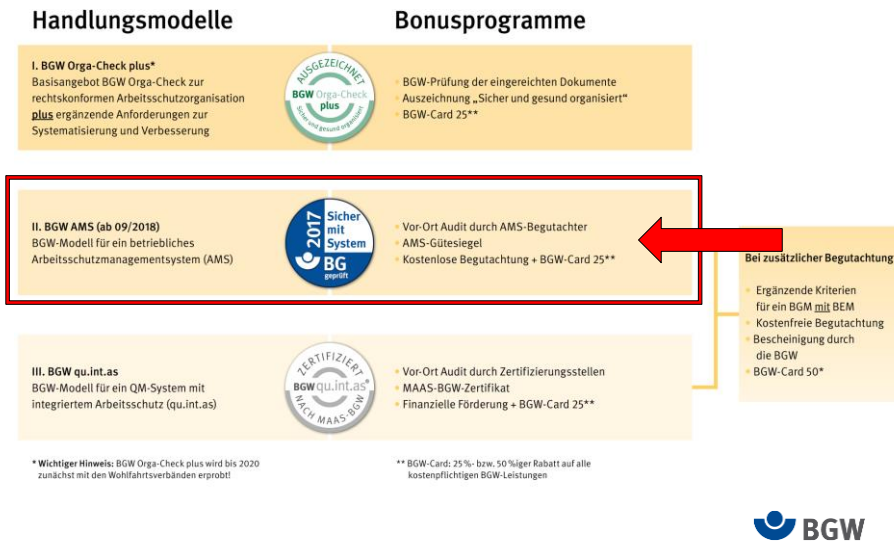 Handlungsmodelle
Bonusprogramme
I. BGW Orga-Check plus*
Basisangebot BGW Orga-Check zur
rechtskonformen Arbeitsschutzorganisation
plus ergänzende Anforderungen zur
Systematisierung und Verbesserung
AUSGEZEICHNET
BGW Orga-Check
plus
Sicher und gesund organisiert
• BGW-Prüfung der eingereichten Dokumente
• Auszeichnung „Sicher und gesund organisiert“
• BGW-Card 25**
II. BGW AMS (ab 09/2018)
BGW-Modell für ein betriebliches
Arbeitsschutzmanagementsystem (AMS)
2017
Sicher
mit
System
BG
geprüft
• Vor-Ort Audit durch AMS-Begutachter
• AMS-Gütesiegel
• Kostenlose Begutachtung + BGW-Card 25**
Bei zusätzlicher Begutachtung
• Ergänzende Kriterien
für ein BGM mit BEM
• Kostenfreie Begutachtung
• Bescheinigung durch
die BGW
• BGW-Card 50*
III. BGW qu.int.as
BGW-Modell für ein QM-System mit
integriertem Arbeitsschutz (qu.int.as)
ZERTIFIZIERT
BGW qu.int.as®
NACH MAAS-BGW
• Vor-Ort Audit durch Zertifizierungsstellen
• MAAS-BGW-Zertifikat
• Finanzielle Förderung + BGW-Card 25**
* Wichtiger Hinweis: BGW Orga-Check plus wird bis 2020
zunächst mit den Wohlfahrtsverbänden erprobt!
** BGW-Card: 25 %- bzw. 50 %iger Rabatt auf alle
kostenpflichtigen BGW-Leistungen
BGW